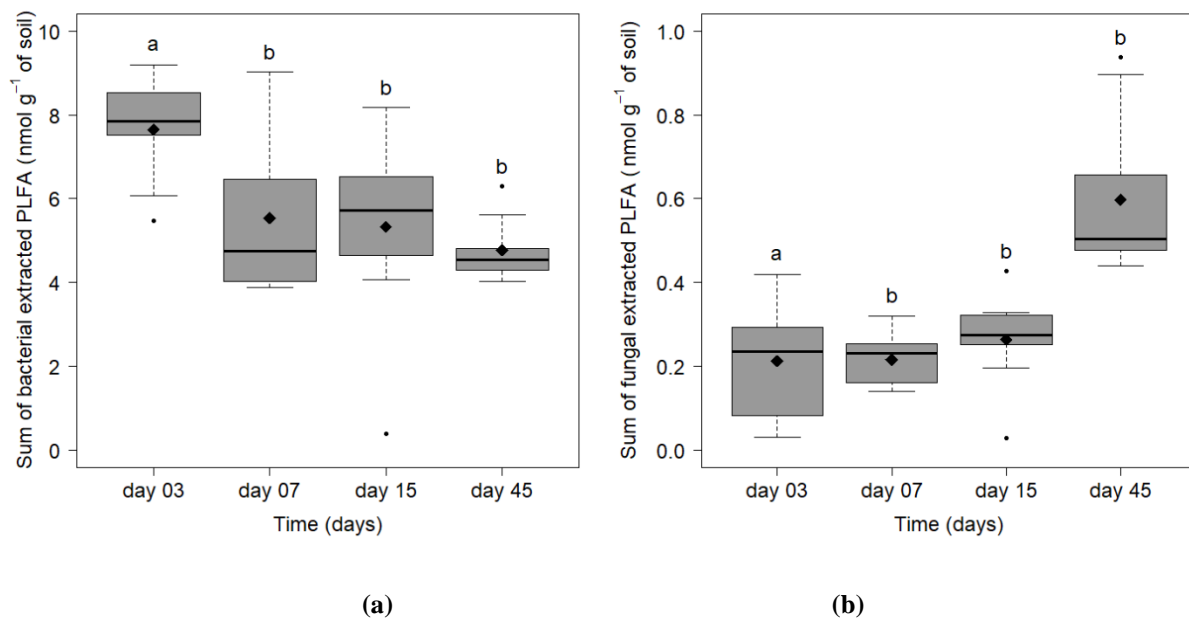 Sum of bacterial extracted PLFA (nmol g⁻¹ of soil)
10
8
6
4
2
0
a
b
b
b
day 03
day 07
day 15
day 45
Time (days)
(a)
Sum of fungal extracted PLFA (nmol g⁻¹ of soil)
1.0
0.8
0.6
0.4
0.2
0.0
a
b
b
b
day 03
day 07
day 15
day 45
Time (days)
(b)